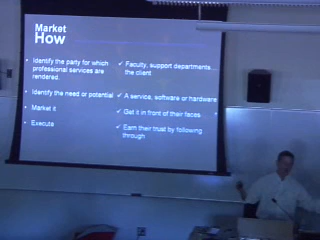 Market
How
• Identify the party for which
professional services are
rendered.
• Identify the need or potential
• Market it
• Execute
✓ Faculty, support departments...
the client
✓ A service, software or hardware
✓ Get it in front of their faces
✓ Earn their trust by following
through